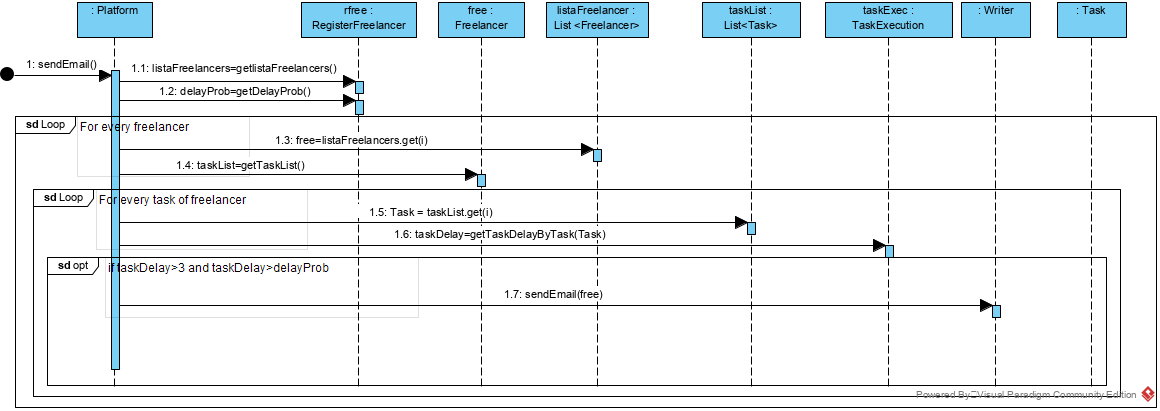 : Platform
rfree :
RegisterFreelancer
free :
Freelancer
listaFreelancer :
List <Freelancer>
taskList :
List<Task>
taskExec :
TaskExecution
: Writer
: Task
1: sendEmail()
1.1: listaFreelancers=getlistaFreelancers()
1.2: delayProb=getDelayProb()
sd Loop
For every freelancer
1.3: free=listaFreelancers.get(i)
1.4: taskList=getTaskList()
sd Loop
For every task of freelancer
1.5: Task = taskList.get(i)
1.6: taskDelay=getTaskDelayByTask(Task)
sd opt
if taskDelay>3 and taskDelay>delayProb
1.7: sendEmail(free)
Powered By Visual Paradigm Community Edition